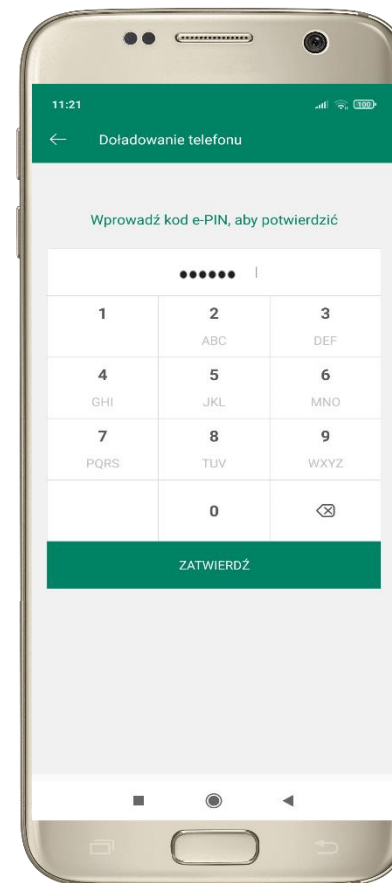 11:21
100
Doładowanie telefonu
Wprowadź kod e-PIN, aby potwierdzić
••••••
1 2 3
ABC DEF
4 5 6
GHI JKL MNO
7 8 9
PQRS TUV WXYZ
0
ZATWIERDŹ